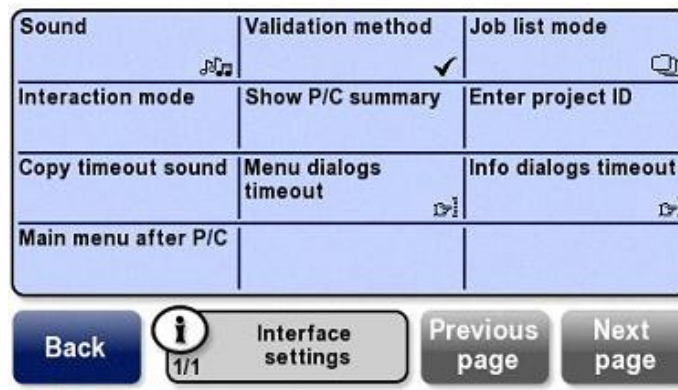 Sound
Validation method
Job list mode
Interaction mode
Show P/C summary
Enter project ID
Copy timeout sound
Menu dialogs
timeout
Info dialogs timeout
Main menu after P/C
Back
i
1/1
Interface
settings
Previous
page
Next
page